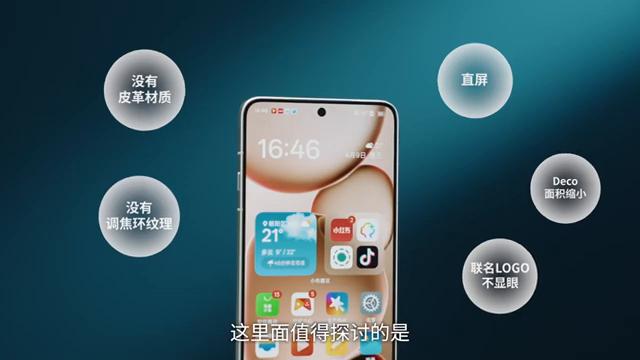 没有
皮革材质
直屏
没有
调焦环纹理
Deco
面积缩小
联名LOGO
不显眼
16:46
21°
小红书
这里面值得探讨的是